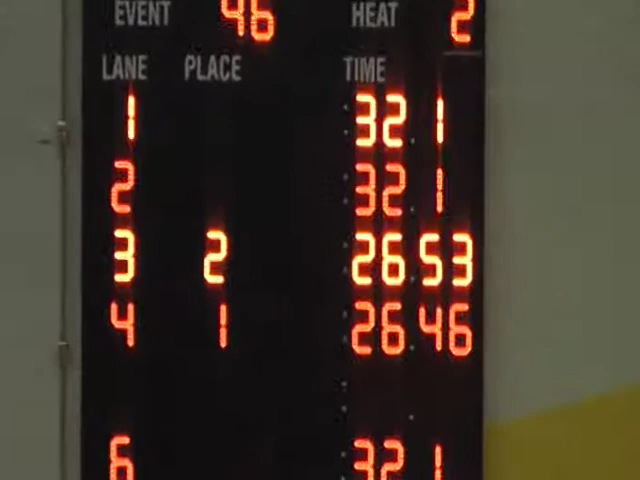 EVENT 46 HEAT 2
LANE PLACE TIME
1 32.1
2 32.1
3 2 26.53
4 1 26.46
6 32.1